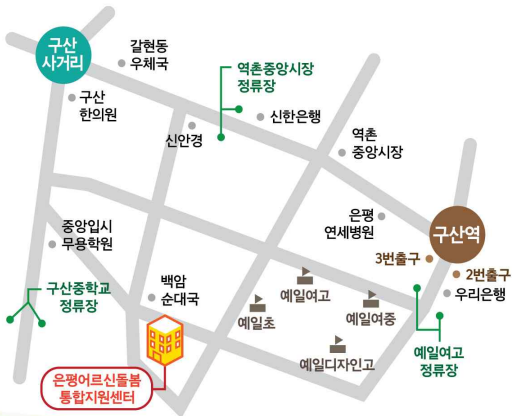 구산
사거리
갈현동
우체국
구산
한의원
역촌중앙시장
정류장
신한은행
신안경
역촌
중앙시장
은평
연세병원
구산역
3번출구
2번출구
우리은행
중앙입시
무용학원
구산중학교
정류장
백암
순대국
예일여고
예일초
예일여중
예일디자인고
예일여고
정류장
은평어르신돌봄
통합지원센터